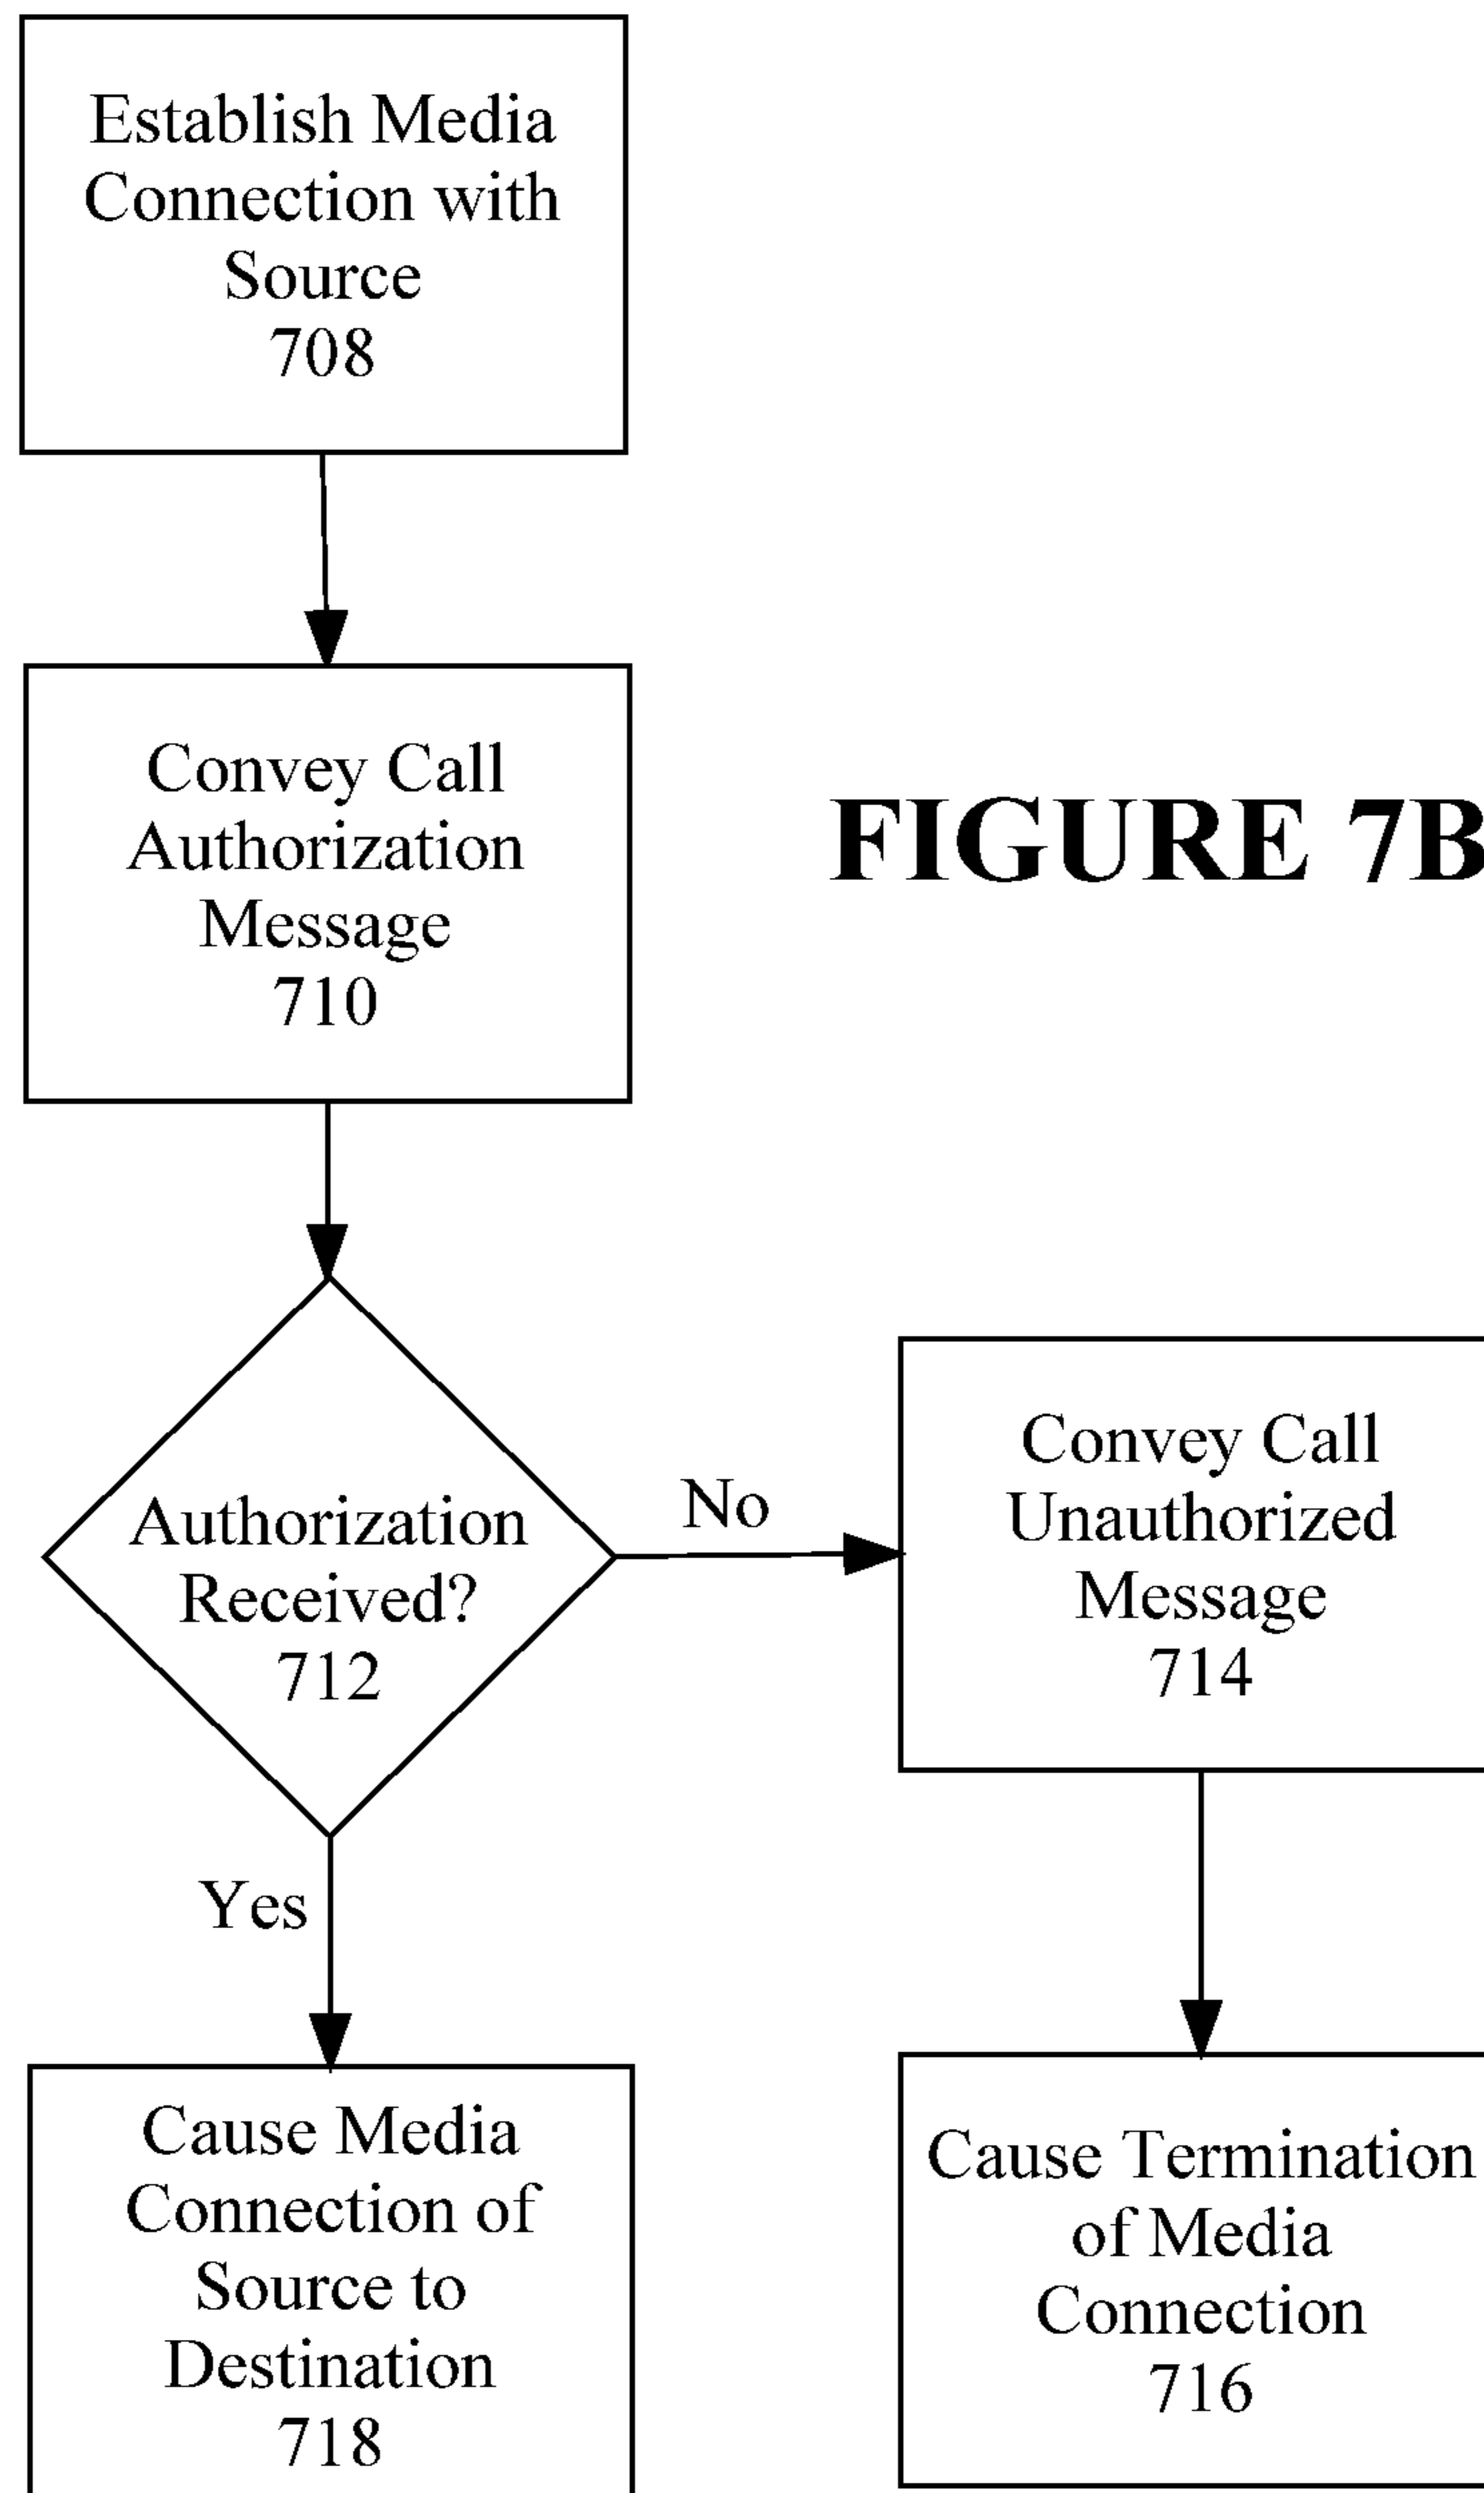 Establish Media
Connection with
Source
708
Convey Call
Authorization
Message
710
FIGURE 7B
Authorization
Received?
712
No
Convey Call
Unauthorized
Message
714
Yes
Cause Media
Connection of
Source to
Destination
718
Cause Termination
of Media
Connection
716